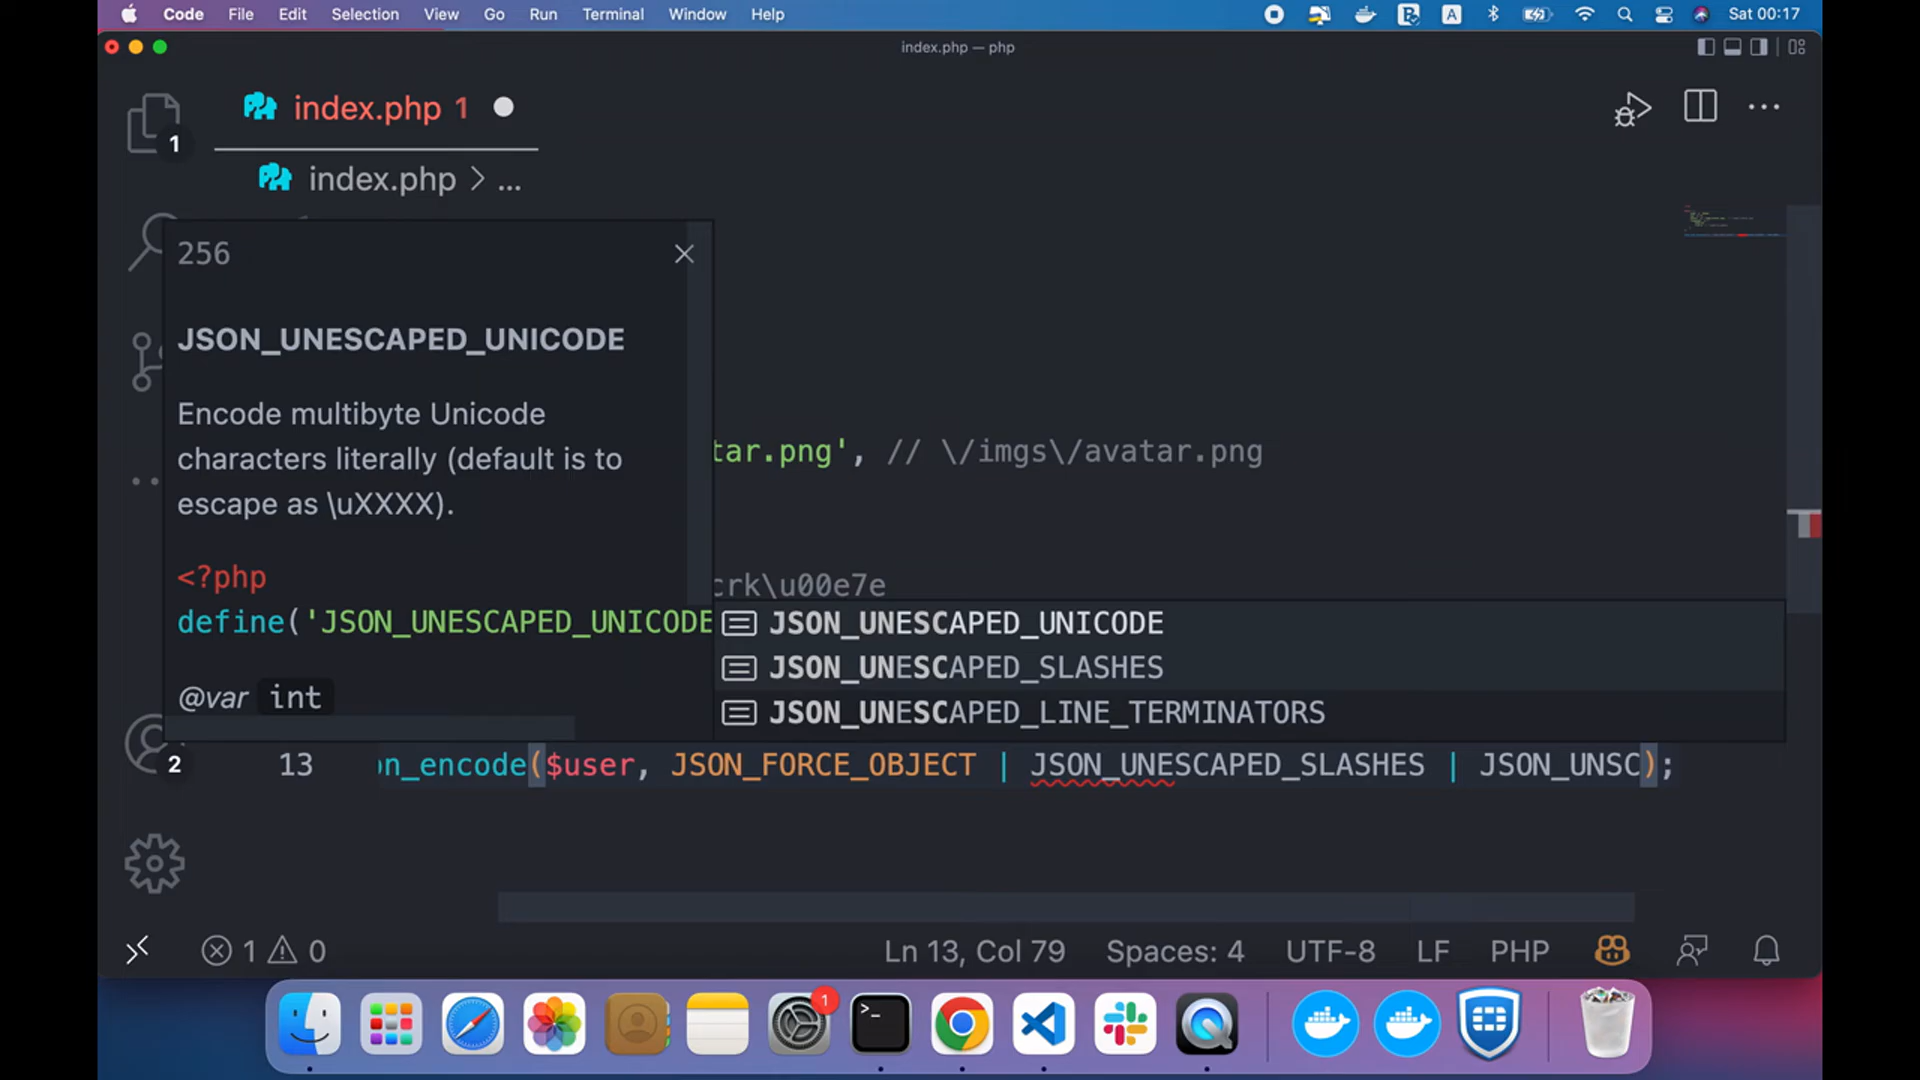 Code File Edit Selection View Go Run Terminal Window Help A Sat 00:17
index.php — php
index.php 1
1
index.php > ...
256
JSON_UNESCAPED_UNICODE
Encode multibyte Unicode
characters literally (default is to
escape as \uXXXX).
<?php
define('JSON_UNESCAPED_UNICODE
@var int
tar.png', // \/imgs\/avatar.png
crk\u00e7e
JSON_UNESCAPED_UNICODE
JSON_UNESCAPED_SLASHES
JSON_UNESCAPED_LINE_TERMINATORS
2
13 on_encode($user, JSON_FORCE_OBJECT | JSON_UNESCAPED_SLASHES | JSON_UNSC);
1 0 Ln 13, Col 79 Spaces: 4 UTF-8 LF PHP
1
>_